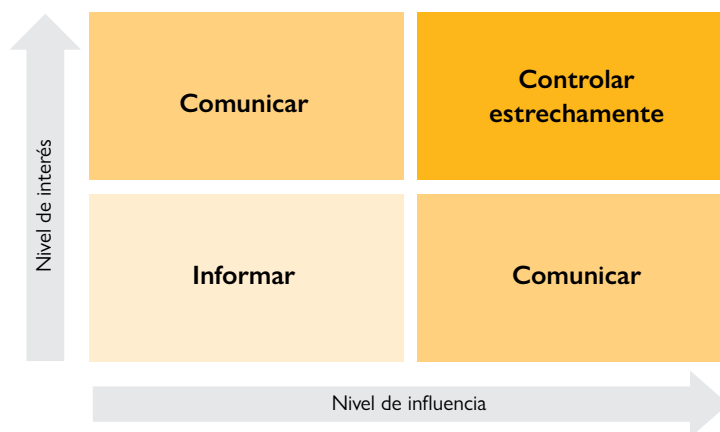 Nivel de interés
Comunicar
Controlar
estrechamente
Informar
Comunicar
Nivel de influencia